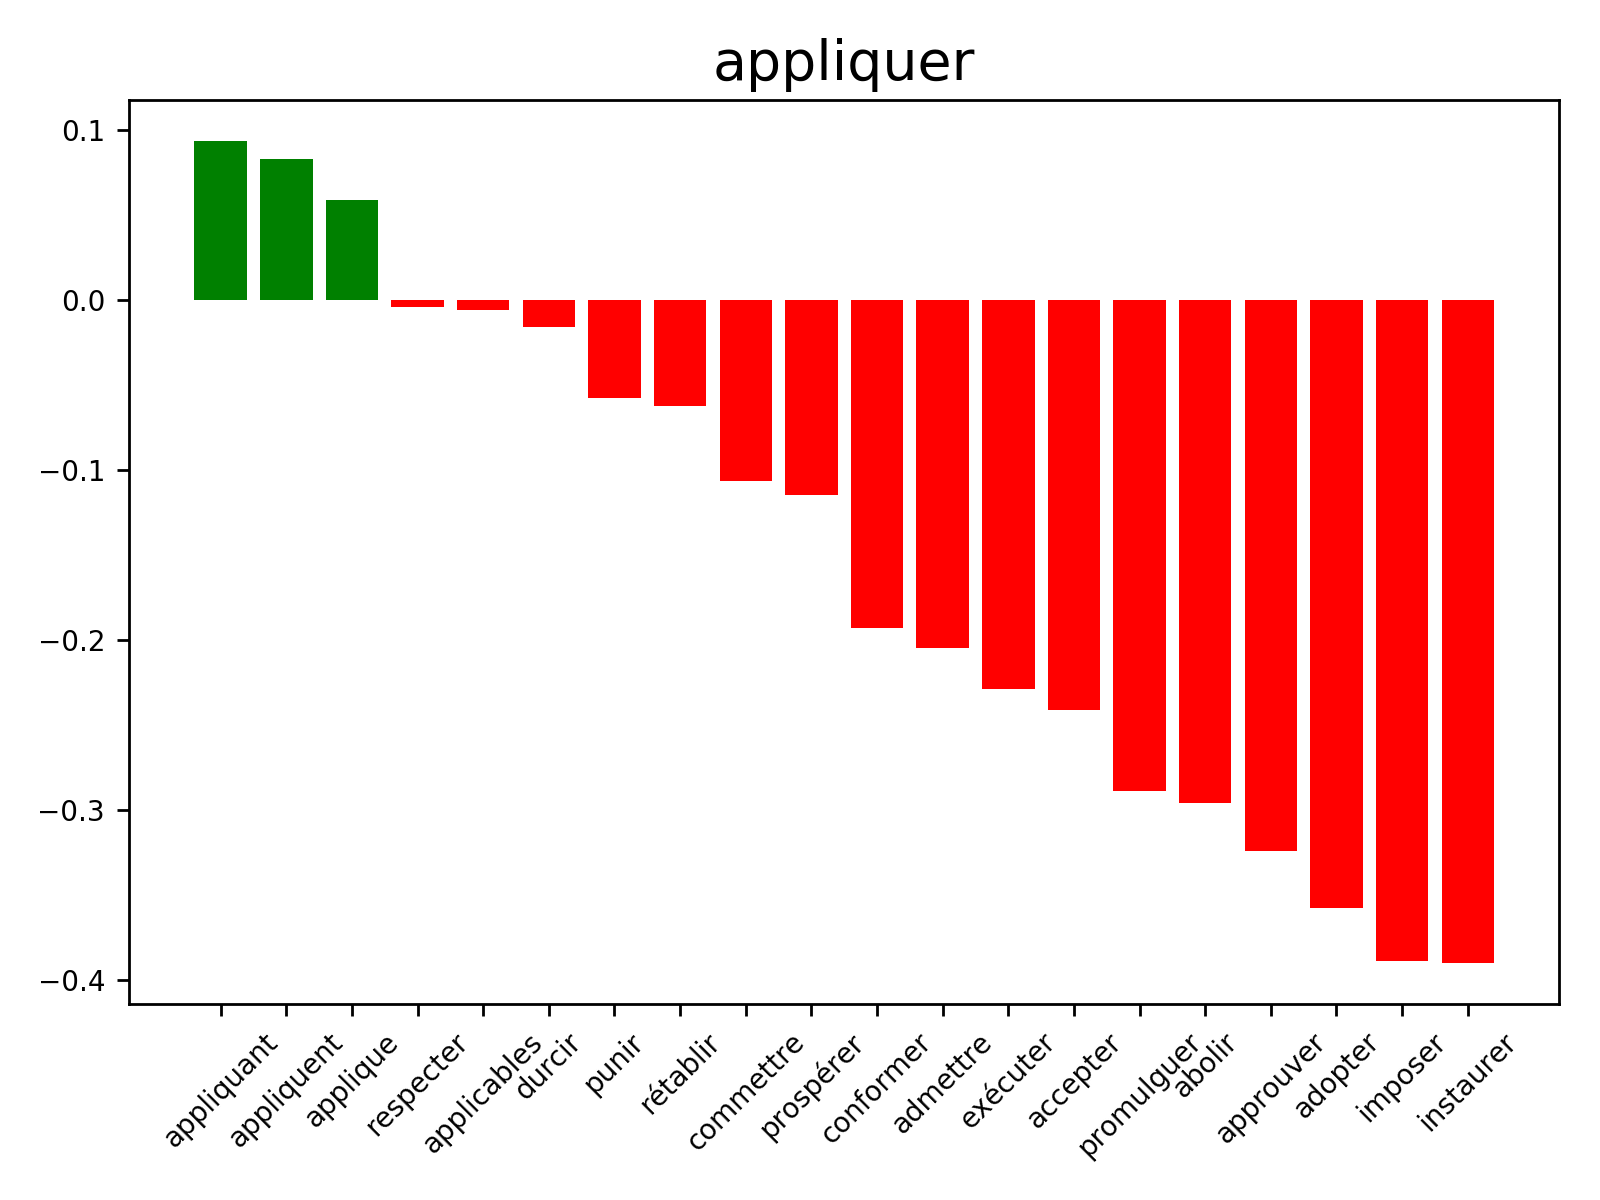 appliquer
0.1
0.0
−0.1
−0.2
−0.3
−0.4
appliquant
appliquent
applique
respecter
applicables
durcir
punir
rétablir
commettre
prospérer
conformer
admettre
exécuter
accepter
promulguer
abolir
approuver
adopter
imposer
instaurer